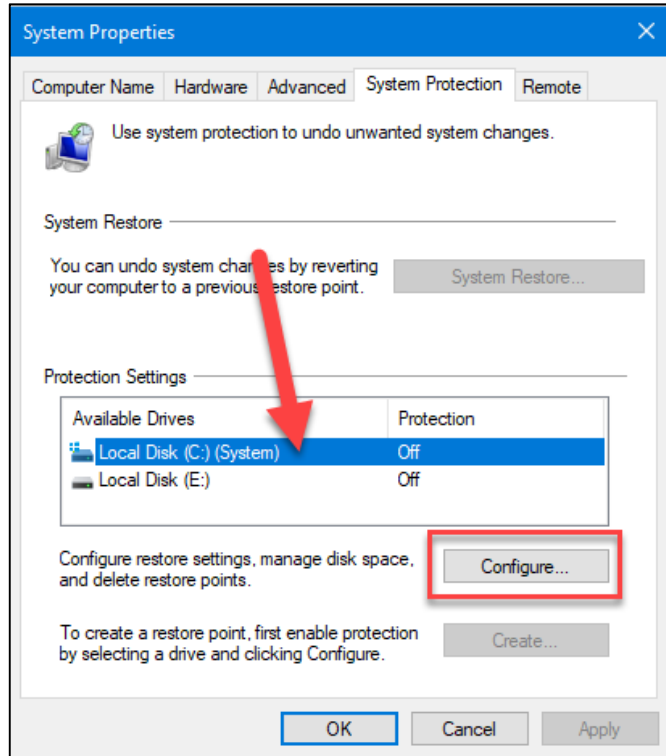 System Properties
Computer Name Hardware Advanced System Protection Remote
Use system protection to undo unwanted system changes.
System Restore
You can undo system changes by reverting
your computer to a previous restore point.
System Restore...
Protection Settings
Available Drives Protection
Local Disk (C:) (System) Off
Local Disk (E:) Off
Configure restore settings, manage disk space,
and delete restore points.
Configure...
To create a restore point, first enable protection
by selecting a drive and clicking Configure.
Create...
OK Cancel Apply